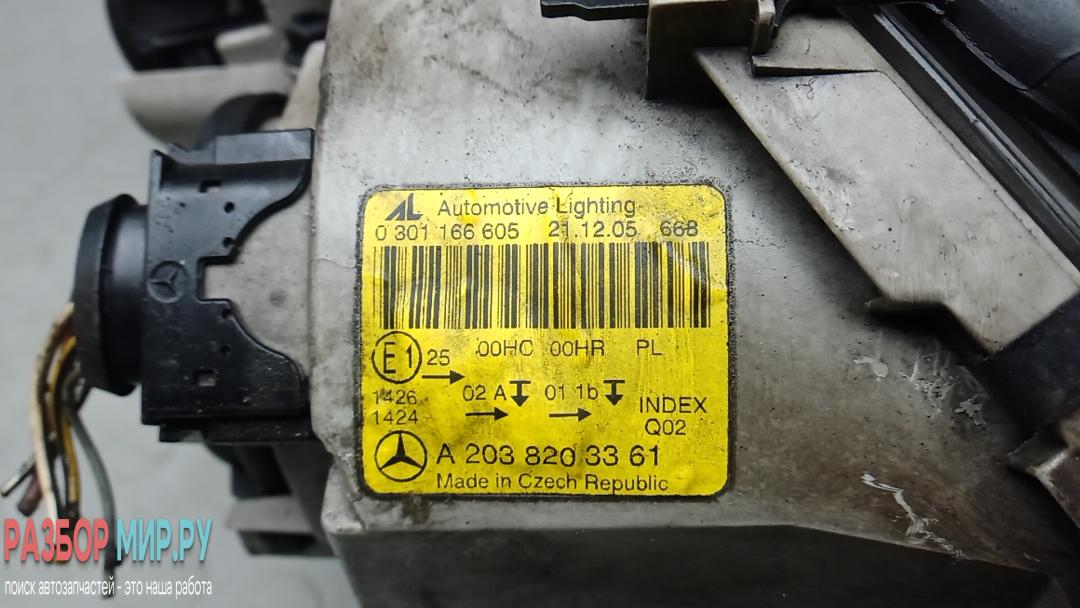 AL Automotive Lighting
0 301 166 605 21.12.05 668
E1 25 00HC 00HR PL
1426 02 A 01 1b INDEX
1424 Q02
A 203 820 33 61
Made in Czech Republic
РАЗБОР МИР.РУ
поиск автозапчастей - это наша работа